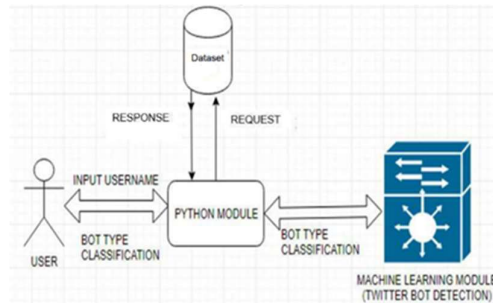 Dataset
RESPONSE
REQUEST
INPUT USERNAME
PYTHON MODULE
BOT TYPE
CLASSIFICATION
USER
BOT TYPE
CLASSIFICATION
MACHINE LEARNING MODULE
(TWITTER BOT DETECTION)